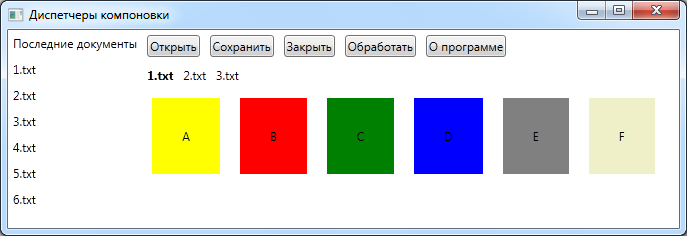 Диспетчеры компоновки
Последние документы
1.txt
2.txt
3.txt
4.txt
5.txt
6.txt
Открыть Сохранить Закрыть Обработать О программе
1.txt 2.txt 3.txt
A B C D E F